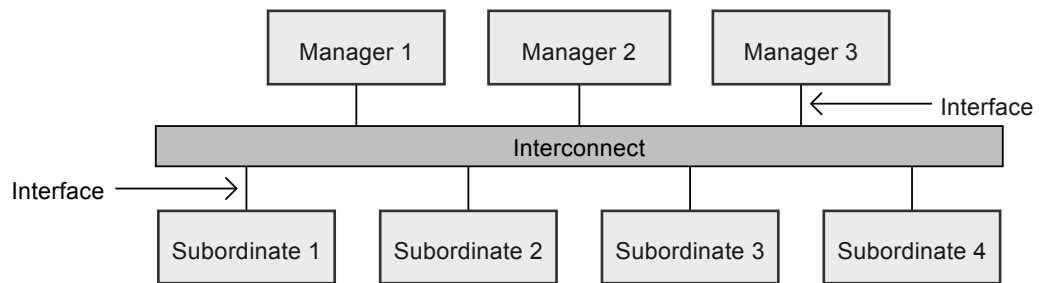 Manager 1
Manager 2
Manager 3
Interface
Interconnect
Interface
Subordinate 1
Subordinate 2
Subordinate 3
Subordinate 4